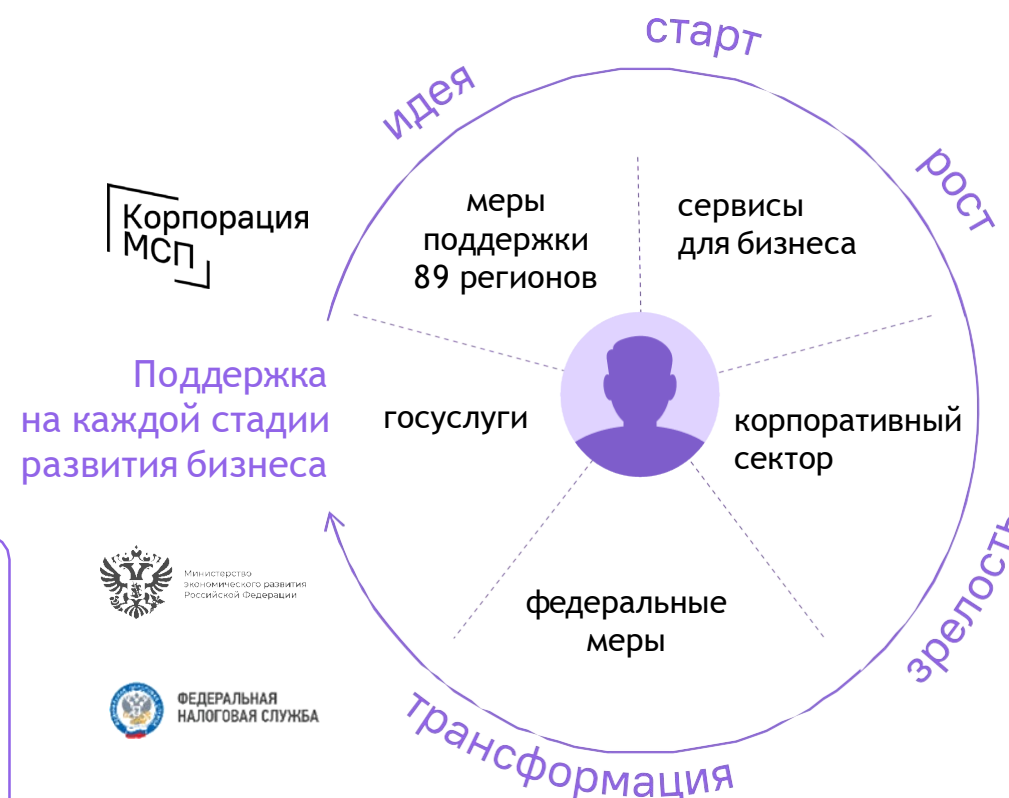 старт
идея
рост
меры
поддержки
89 регионов
сервисы
для бизнеса
Корпорация
МСП
Поддержка
на каждой стадии
развития бизнеса
госуслуги
корпоративный
сектор
зрелость
Министерство
экономического развития
Российской Федерации
федеральные
меры
ФЕДЕРАЛЬНАЯ
НАЛОГОВАЯ СЛУЖБА
трансформация